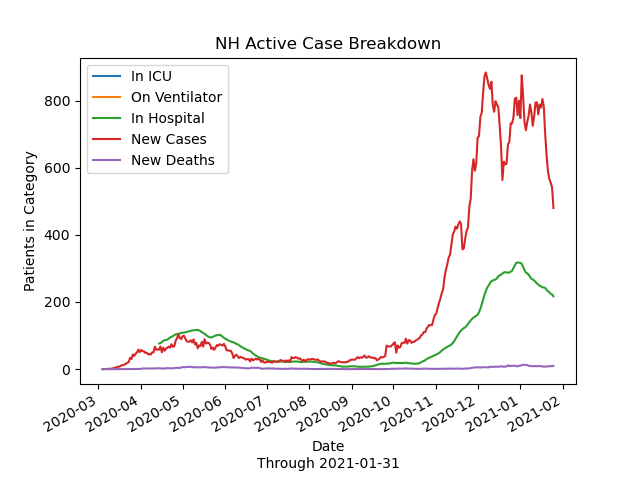 NH Active Case Breakdown
In ICU
On Ventilator
In Hospital
New Cases
New Deaths
Patients in Category
800
600
400
200
0
2020-03
2020-04
2020-05
2020-06
2020-07
2020-08
2020-09
2020-10
2020-11
2020-12
2021-01
2021-02
Date
Through 2021-01-31